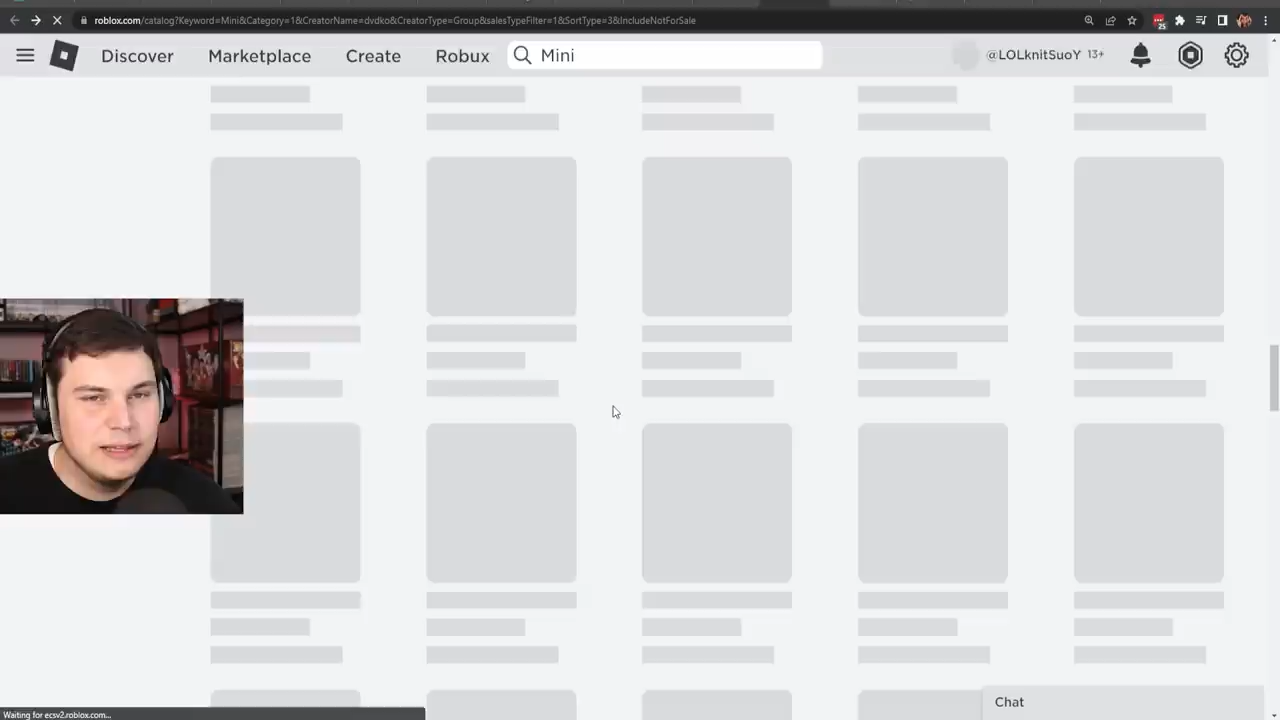 roblox.com/catalog?Keyword=Mini&Category=1&CreatorName=dvdko&CreatorType=Group&salesTypeFilter=1&SortType=3&IncludeNotForSale
25
Discover
Marketplace
Create
Robux
Mini
@LOLknitSuoY 13+
Chat
Waiting for ecsv2.roblox.com...